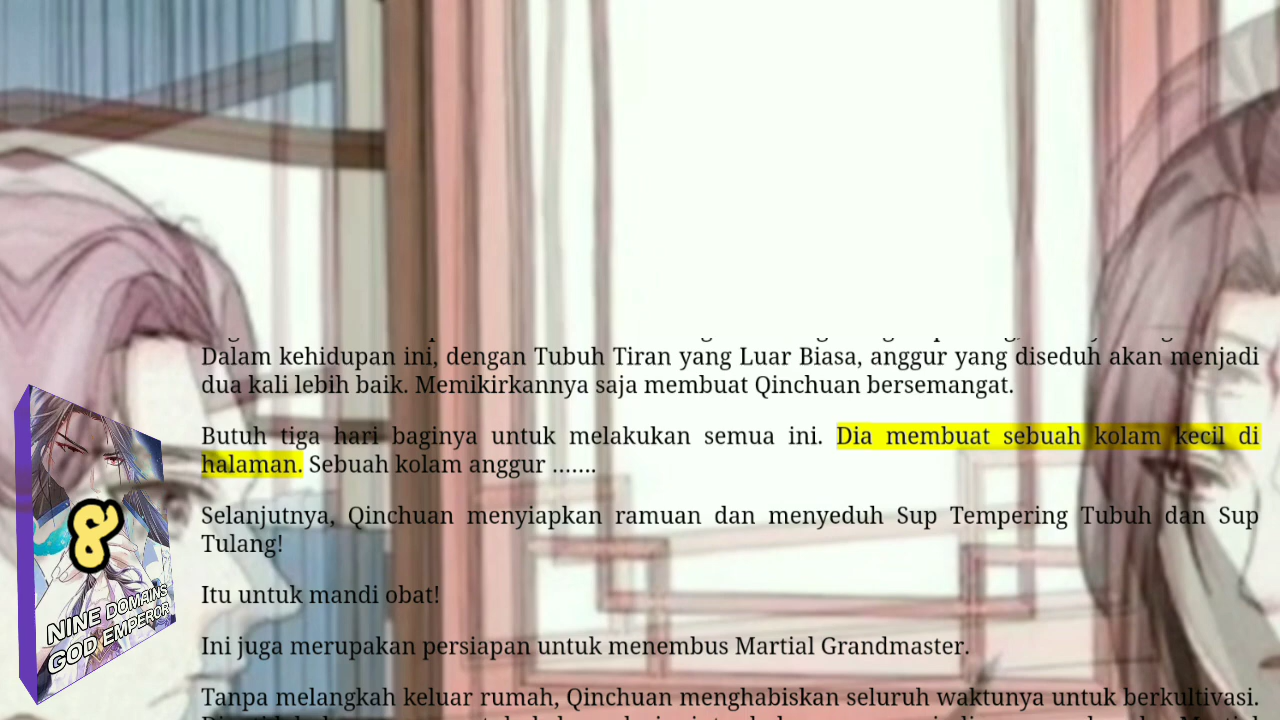 Dalam kehidupan ini, dengan Tubuh Tiran yang Luar Biasa, anggur yang diseduh akan menjadi
dua kali lebih baik. Memikirkannya saja membuat Qinchuan bersemangat.
Butuh tiga hari baginya untuk melakukan semua ini. Dia membuat sebuah kolam kecil di
halaman. Sebuah kolam anggur .......
Selanjutnya, Qinchuan menyiapkan ramuan dan menyeduh Sup Tempering Tubuh dan Sup
Tulang!
Itu untuk mandi obat!
Ini juga merupakan persiapan untuk menembus Martial Grandmaster.
Tanpa melangkah keluar rumah, Qinchuan menghabiskan seluruh waktunya untuk berkultivasi.
8
NINE DOMAINS
GOD EMPEROR